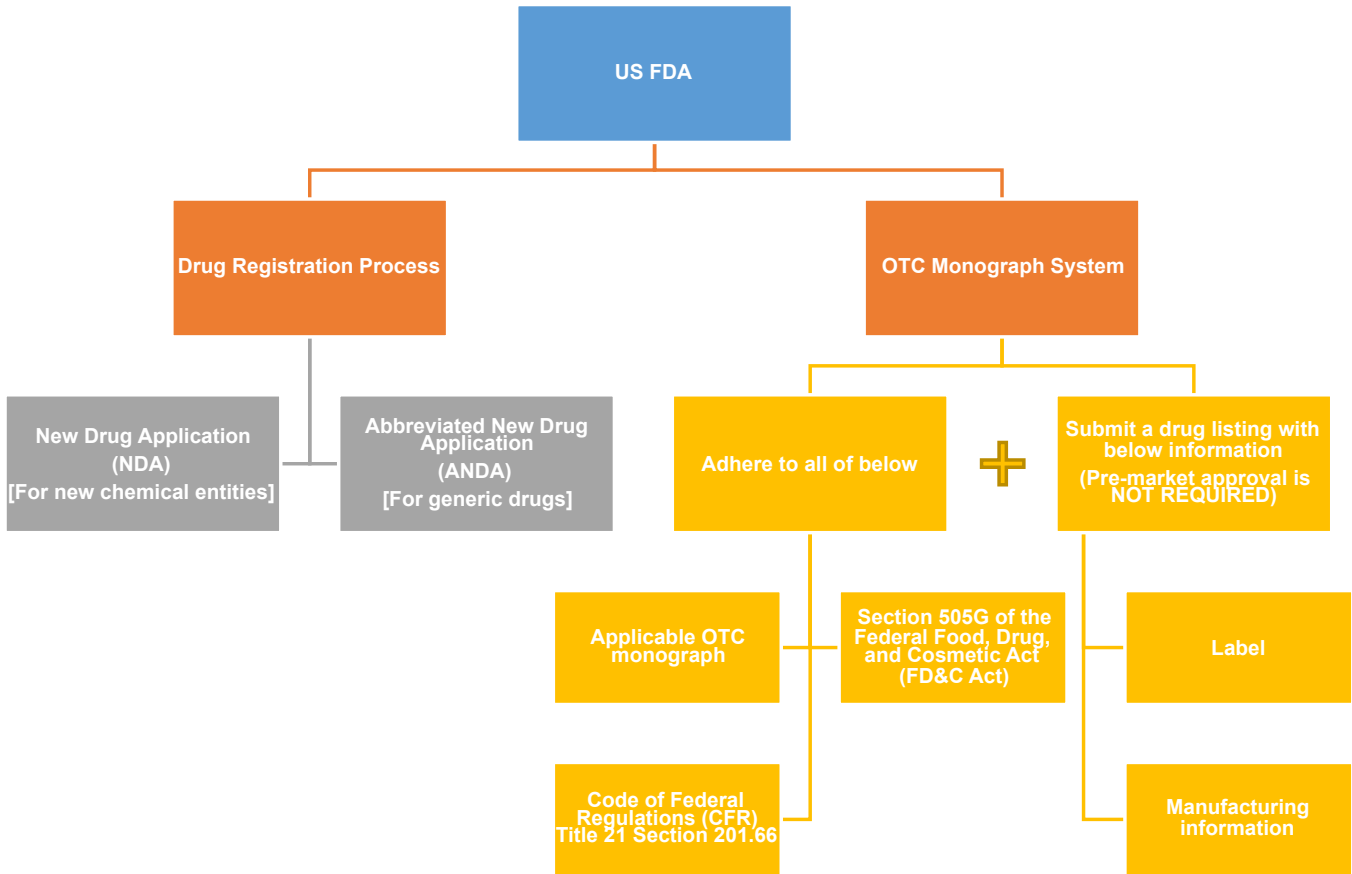 US FDA
Drug Registration Process
OTC Monograph System
New Drug Application
(NDA)
[For new chemical entities]
Abbreviated New Drug
Application
(ANDA)
[For generic drugs]
Adhere to all of below
Submit a drug listing with
below information
(Pre-market approval is
NOT REQUIRED)
Applicable OTC
monograph
Section 505G of the
Federal Food, Drug,
and Cosmetic Act
(FD&C Act)
Label
Code of Federal
Regulations (CFR)
Title 21 Section 201.66
Manufacturing
information